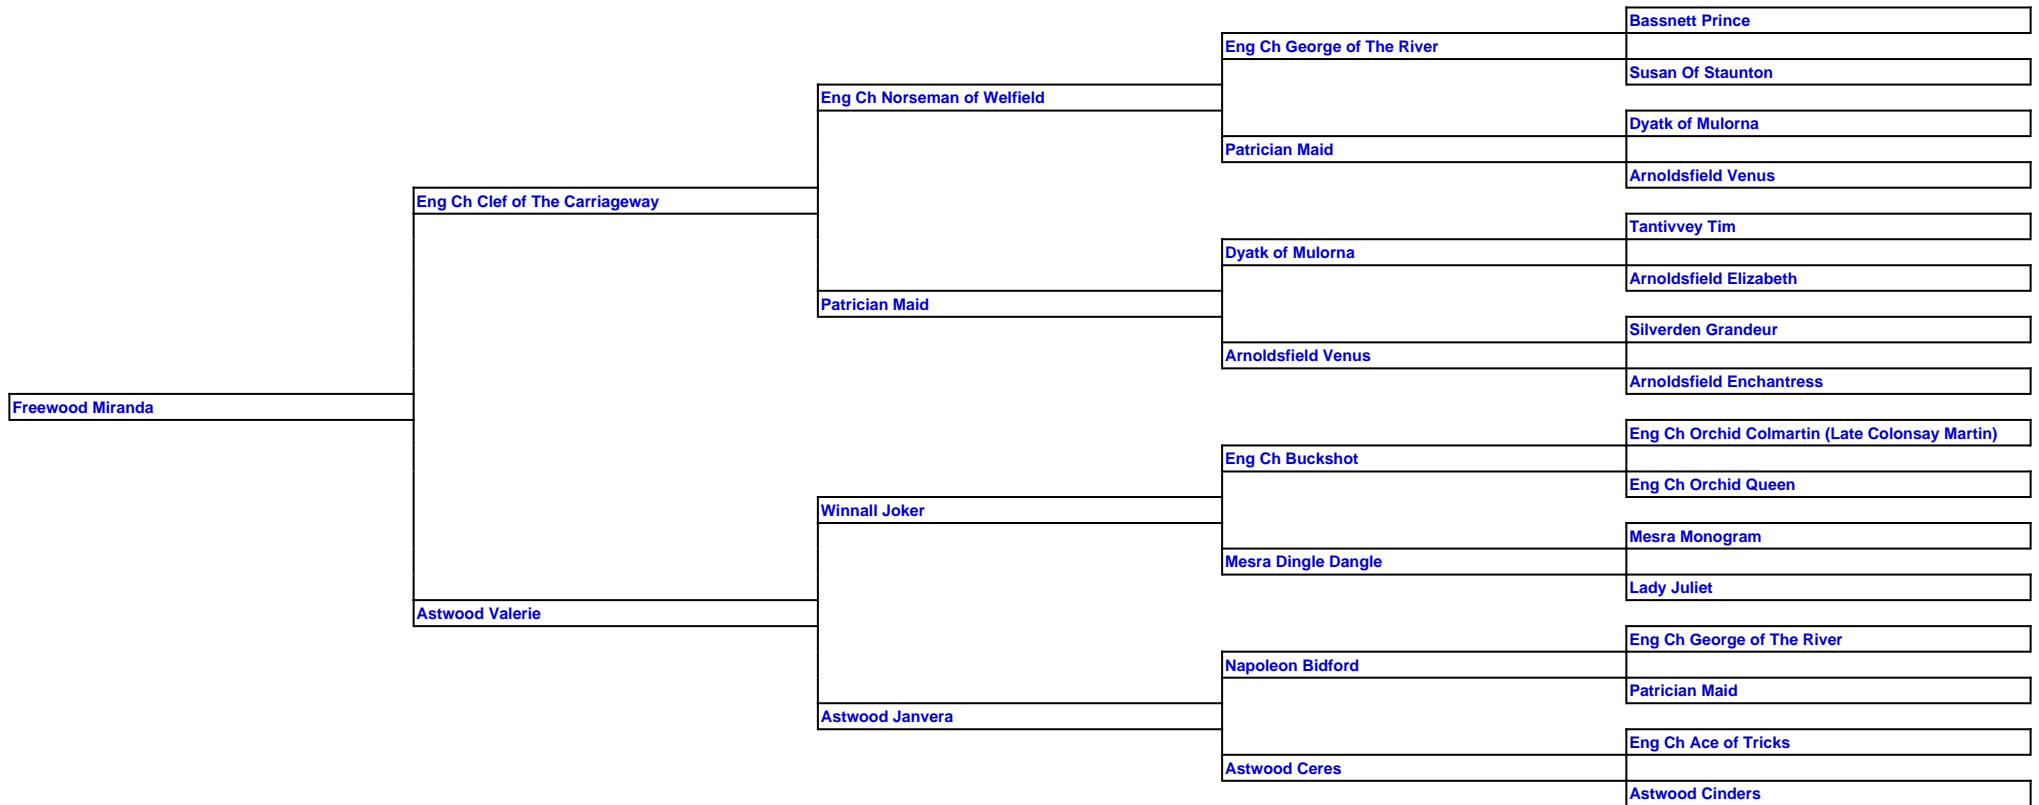 Bassnett Prince
Eng Ch George of The River
Susan Of Staunton
Eng Ch Norseman of Welfield
Dyatk of Mulorna
Patrician Maid
Arnoldsfield Venus
Eng Ch Clef of The Carriageway
Tantivvey Tim
Dyatk of Mulorna
Arnoldsfield Elizabeth
Patrician Maid
Silverden Grandeur
Arnoldsfield Venus
Arnoldsfield Enchantress
Freewood Miranda
Eng Ch Orchid Colmartin (Late Colonsay Martin)
Eng Ch Buckshot
Eng Ch Orchid Queen
Winnall Joker
Mesra Monogram
Mesra Dingle Dangle
Lady Juliet
Astwood Valerie
Eng Ch George of The River
Napoleon Bidford
Patrician Maid
Astwood Janvera
Eng Ch Ace of Tricks
Astwood Ceres
Astwood Cinders